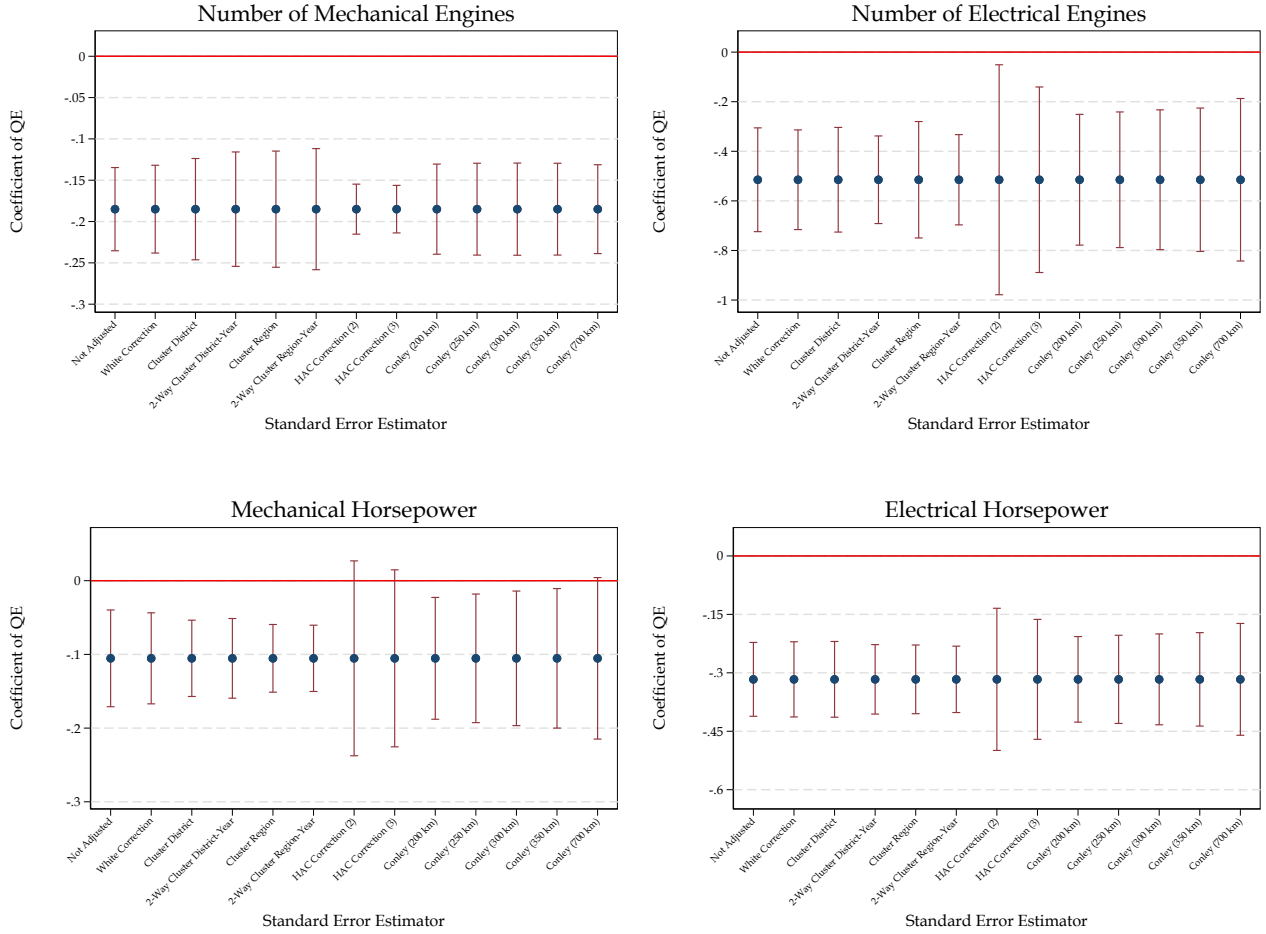 Number of Mechanical Engines
Coefficient of QE
0
-.05
-.1
-.15
-.2
-.25
-.3
Not Adjusted
White Correction
Cluster District
2-Way Cluster District-Year
Cluster Region
2-Way Cluster Region-Year
HAC Correction (2)
HAC Correction (3)
Conley (200 km)
Conley (250 km)
Conley (300 km)
Conley (350 km)
Conley (700 km)
Standard Error Estimator
Number of Electrical Engines
Coefficient of QE
0
-.2
-.4
-.6
-.8
-1
Not Adjusted
White Correction
Cluster District
2-Way Cluster District-Year
Cluster Region
2-Way Cluster Region-Year
HAC Correction (2)
HAC Correction (3)
Conley (200 km)
Conley (250 km)
Conley (300 km)
Conley (350 km)
Conley (700 km)
Standard Error Estimator
Mechanical Horsepower
Coefficient of QE
0
-.1
-.2
-.3
Not Adjusted
White Correction
Cluster District
2-Way Cluster District-Year
Cluster Region
2-Way Cluster Region-Year
HAC Correction (2)
HAC Correction (3)
Conley (200 km)
Conley (250 km)
Conley (300 km)
Conley (350 km)
Conley (700 km)
Standard Error Estimator
Electrical Horsepower
Coefficient of QE
0
-.15
-.3
-.45
-.6
Not Adjusted
White Correction
Cluster District
2-Way Cluster District-Year
Cluster Region
2-Way Cluster Region-Year
HAC Correction (2)
HAC Correction (3)
Conley (200 km)
Conley (250 km)
Conley (300 km)
Conley (350 km)
Conley (700 km)
Standard Error Estimator